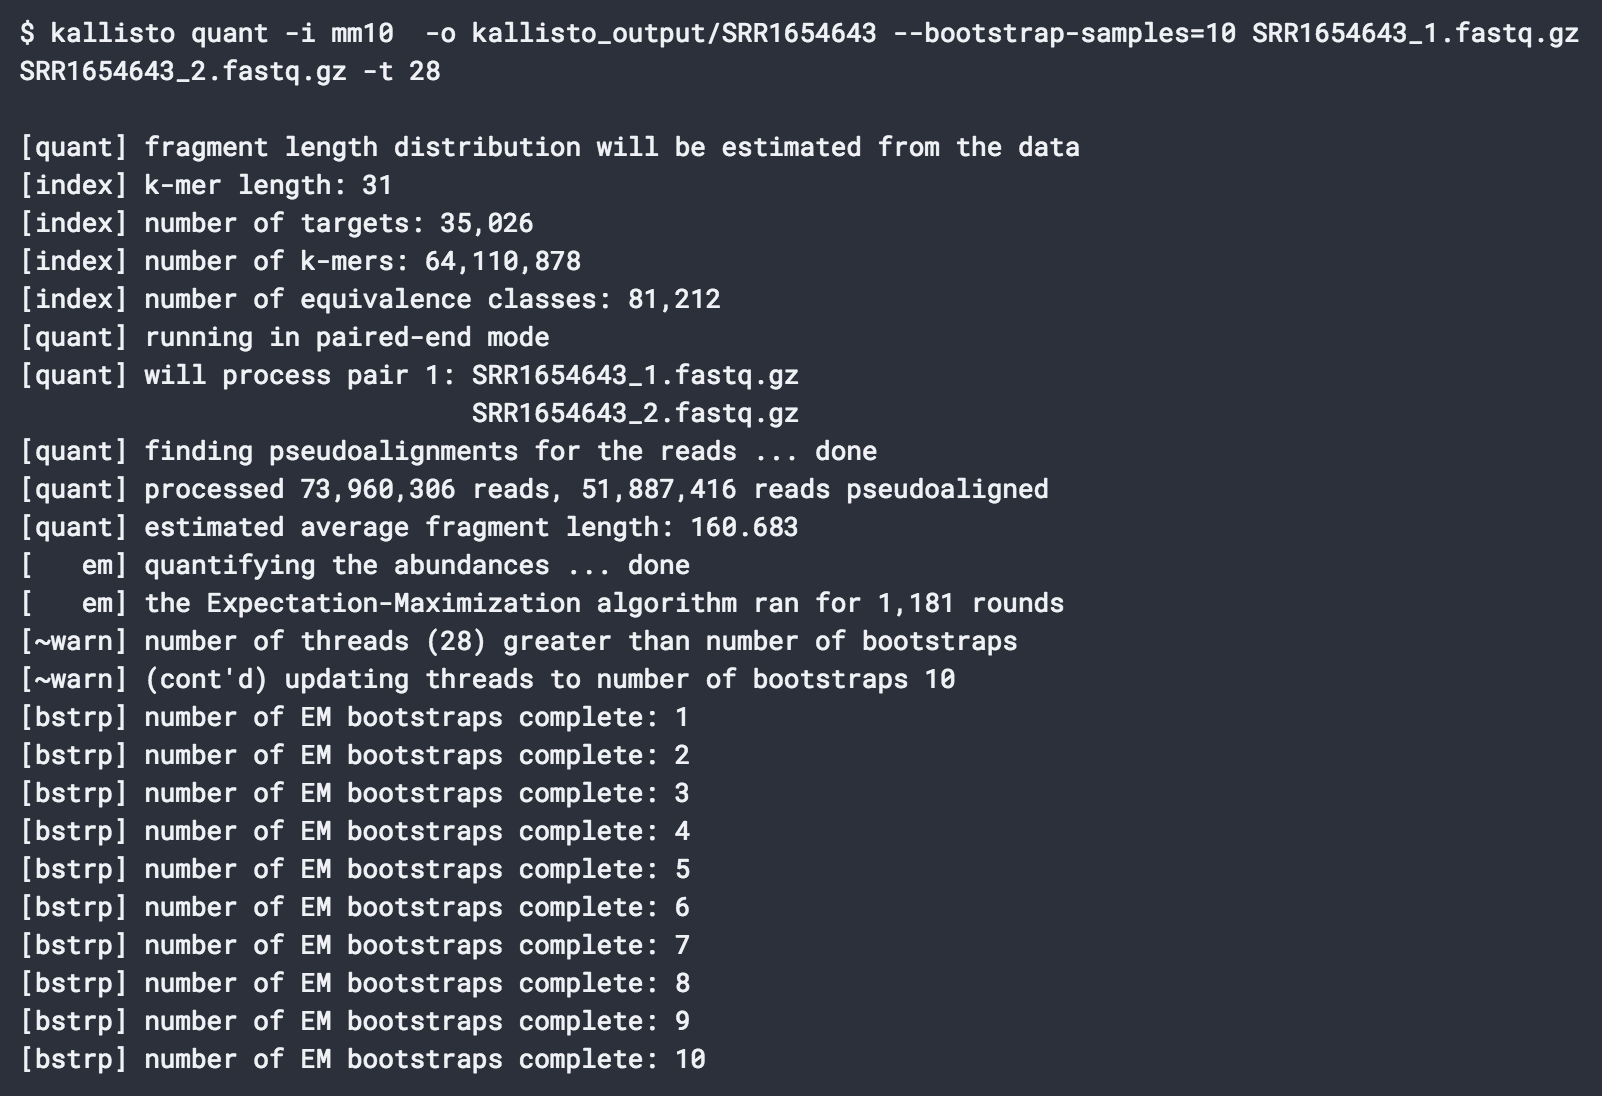 $ kallisto quant -i mm10  -o kallisto_output/SRR1654643 --bootstrap-samples=10 SRR1654643_1.fastq.gz
SRR1654643_2.fastq.gz -t 28

[quant] fragment length distribution will be estimated from the data
[index] k-mer length: 31
[index] number of targets: 35,026
[index] number of k-mers: 64,110,878
[index] number of equivalence classes: 81,212
[quant] running in paired-end mode
[quant] will process pair 1: SRR1654643_1.fastq.gz
                             SRR1654643_2.fastq.gz
[quant] finding pseudoalignments for the reads ... done
[quant] processed 73,960,306 reads, 51,887,416 reads pseudoaligned
[quant] estimated average fragment length: 160.683
[   em] quantifying the abundances ... done
[   em] the Expectation-Maximization algorithm ran for 1,181 rounds
[~warn] number of threads (28) greater than number of bootstraps
[~warn] (cont'd) updating threads to number of bootstraps 10
[bstrp] number of EM bootstraps complete: 1
[bstrp] number of EM bootstraps complete: 2
[bstrp] number of EM bootstraps complete: 3
[bstrp] number of EM bootstraps complete: 4
[bstrp] number of EM bootstraps complete: 5
[bstrp] number of EM bootstraps complete: 6
[bstrp] number of EM bootstraps complete: 7
[bstrp] number of EM bootstraps complete: 8
[bstrp] number of EM bootstraps complete: 9
[bstrp] number of EM bootstraps complete: 10